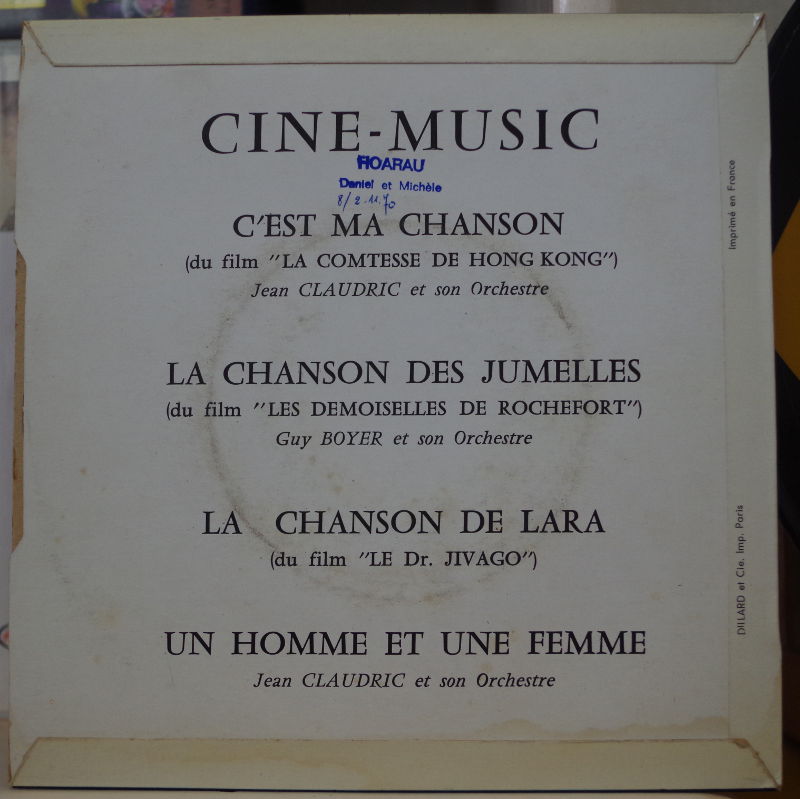 CINE-MUSIC
HOARAU
Daniel et Michèle
8/2-11.70
C'EST MA CHANSON
(du film "LA COMTESSE DE HONG KONG")
Jean CLAUDRIC et son Orchestre
LA CHANSON DES JUMELLES
(du film "LES DEMOISELLES DE ROCHEFORT")
Guy BOYER et son Orchestre
LA CHANSON DE LARA
(du film "LE Dr. JIVAGO")
UN HOMME ET UNE FEMME
Jean CLAUDRIC et son Orchestre
Imprimé en France
DILLARD et Cie. Imp. Paris